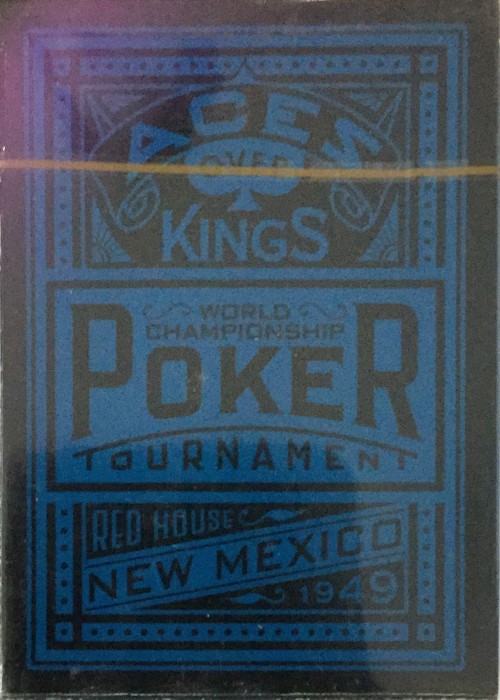 ACES
OVER
KINGS
WORLD
CHAMPIONSHIP
POKER
TOURNAMENT
RED HOUSE
NEW MEXICO
1949